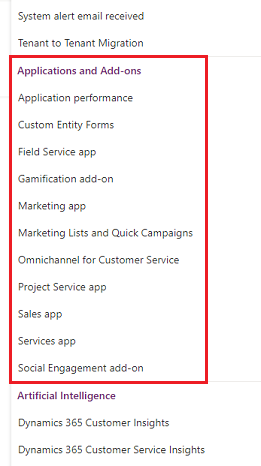 System alert email received
Tenant to Tenant Migration
Applications and Add-ons
Application performance
Custom Entity Forms
Field Service app
Gamification add-on
Marketing app
Marketing Lists and Quick Campaigns
Omnichannel for Customer Service
Project Service app
Sales app
Services app
Social Engagement add-on
Artificial Intelligence
Dynamics 365 Customer Insights
Dynamics 365 Customer Service Insights